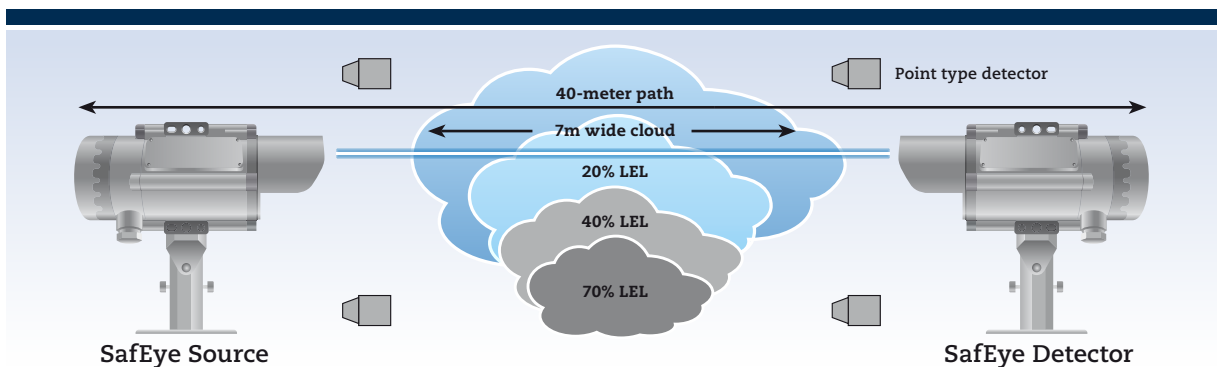 Point type detector
40-meter path
7m wide cloud
20% LEL
40% LEL
70% LEL
SafEye Source
SafEye Detector